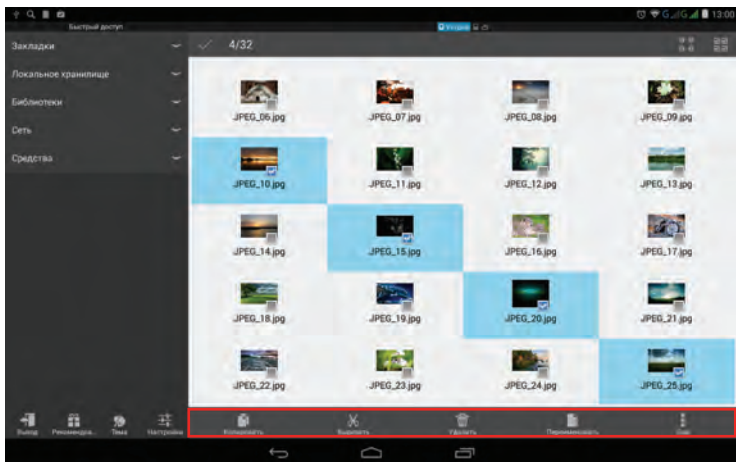 13:00
Быстрый доступ
Закладки
4/32
Локальное хранилище
Библиотеки
Сеть
Средства
JPEG_06.jpg JPEG_07.jpg JPEG_08.jpg JPEG_09.jpg
JPEG_10.jpg JPEG_11.jpg JPEG_12.jpg JPEG_13.jpg
JPEG_14.jpg JPEG_15.jpg JPEG_16.jpg JPEG_17.jpg
JPEG_18.jpg JPEG_19.jpg JPEG_20.jpg JPEG_21.jpg
JPEG_22.jpg JPEG_23.jpg JPEG_24.jpg JPEG_25.jpg
Выход Рекомендов... Тема Настройка Копировать Вырезать Удалить Переименовать